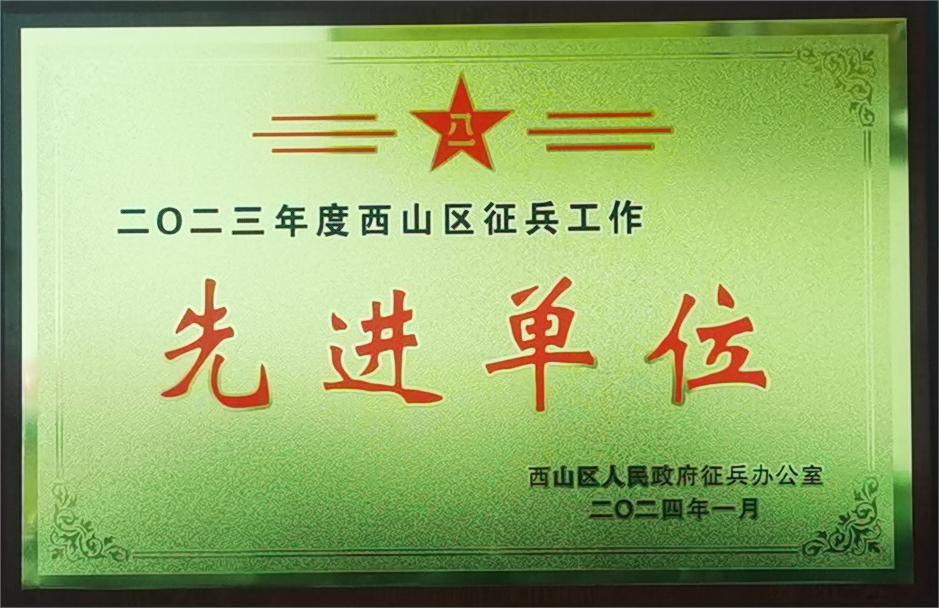 八一
二〇二三年度西山区征兵工作
先进单位
西山区人民政府征兵办公室
二〇二四年一月